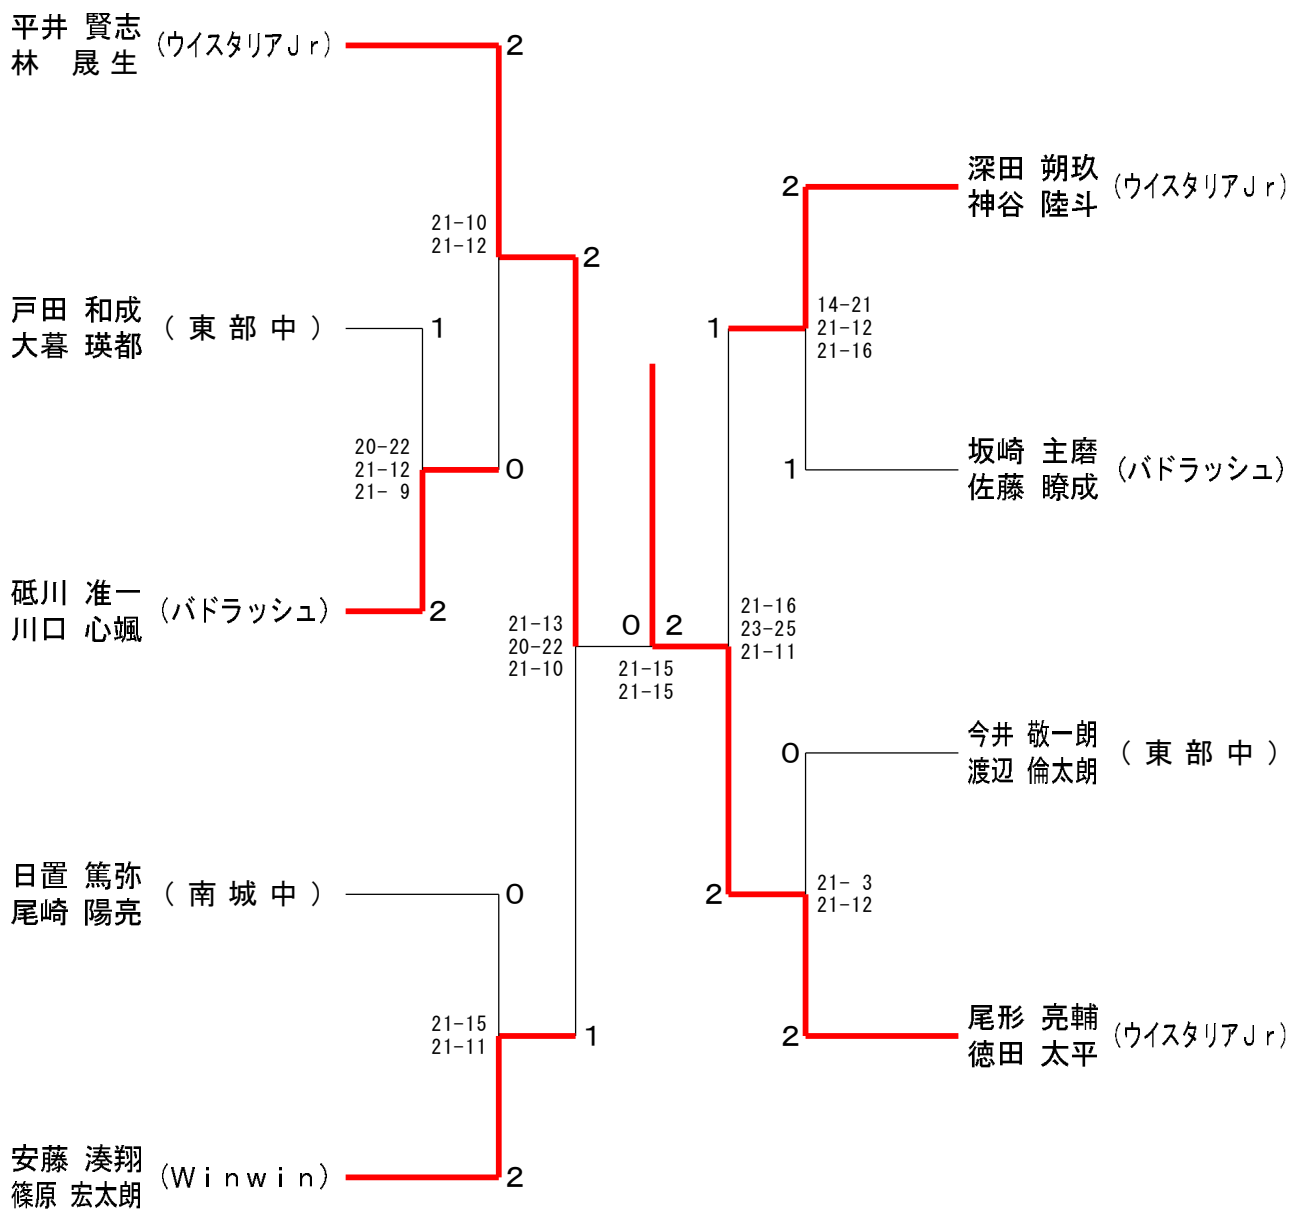 平井 賢志
林 晟生
(ウイスタリアJr)
2
21-10
21-12
2
戸田 和成
大暮 瑛都
(東部中)
1
20-22
21-12
21- 9
0
砥川 准一
川口 心颯
(バドラッシュ)
2
21-13
20-22
21-10
日置 篤弥
尾崎 陽亮
(南城中)
0
21-15
21-11
1
安藤 湊翔
篠原 宏太朗
(Winwin)
2
0 2
21-15
21-15
深田 朔玖
神谷 陸斗
(ウイスタリアJr)
2
1
14-21
21-12
21-16
坂崎 主磨
佐藤 瞭成
(バドラッシュ)
1
21-16
23-25
21-11
今井 敬一朗
渡辺 倫太朗
(東部中)
0
2
21- 3
21-12
尾形 亮輔
徳田 太平
(ウイスタリアJr)
2